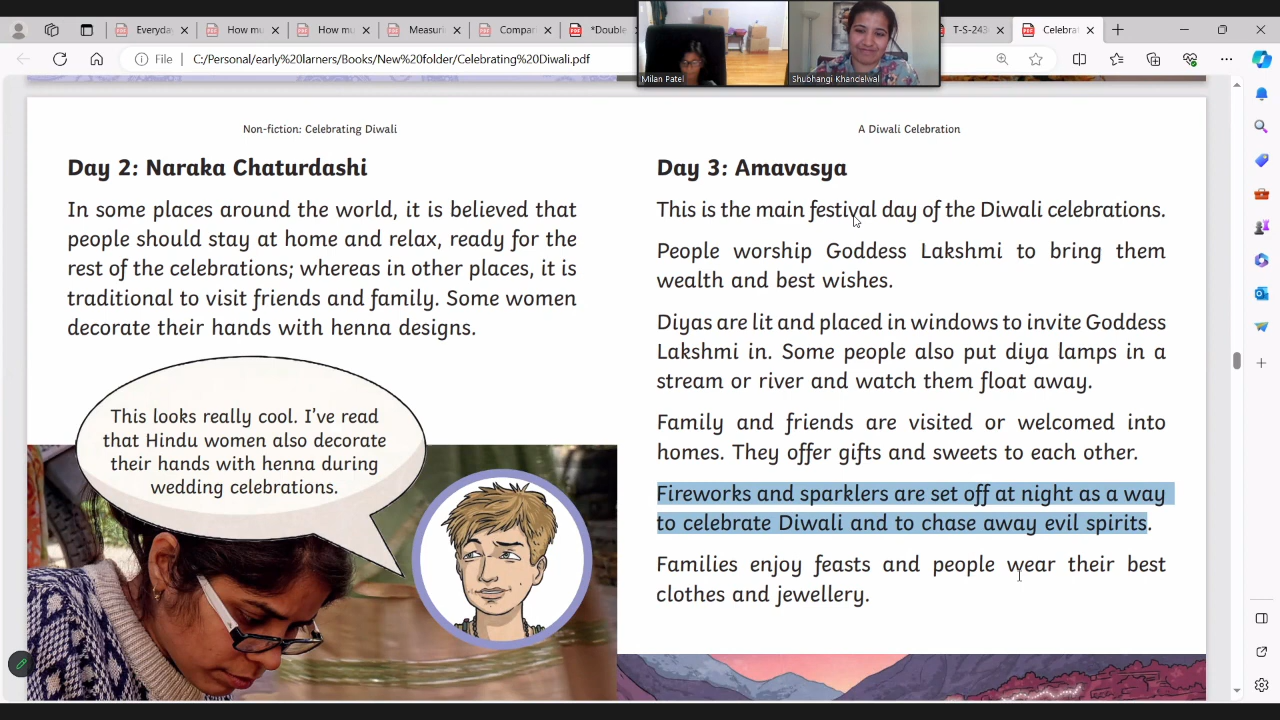 Everyday
How mu
How mu
Measuri
Compar
*Double
T-S-243
Celebrat
File
C:/Personal/early%20larners/Books/New%20folder/Celebrating%20Diwali.pdf
Milan Patel
Shubhangi Khandelwal
Non-fiction: Celebrating Diwali
Day 2: Naraka Chaturdashi
In some places around the world, it is believed that
people should stay at home and relax, ready for the
rest of the celebrations; whereas in other places, it is
traditional to visit friends and family. Some women
decorate their hands with henna designs.
This looks really cool. I've read
that Hindu women also decorate
their hands with henna during
wedding celebrations.
A Diwali Celebration
Day 3: Amavasya
This is the main festival day of the Diwali celebrations.
People worship Goddess Lakshmi to bring them
wealth and best wishes.
Diyas are lit and placed in windows to invite Goddess
Lakshmi in. Some people also put diya lamps in a
stream or river and watch them float away.
Family and friends are visited or welcomed into
homes. They offer gifts and sweets to each other.
Fireworks and sparklers are set off at night as a way
to celebrate Diwali and to chase away evil spirits.
Families enjoy feasts and people wear their best
clothes and jewellery.